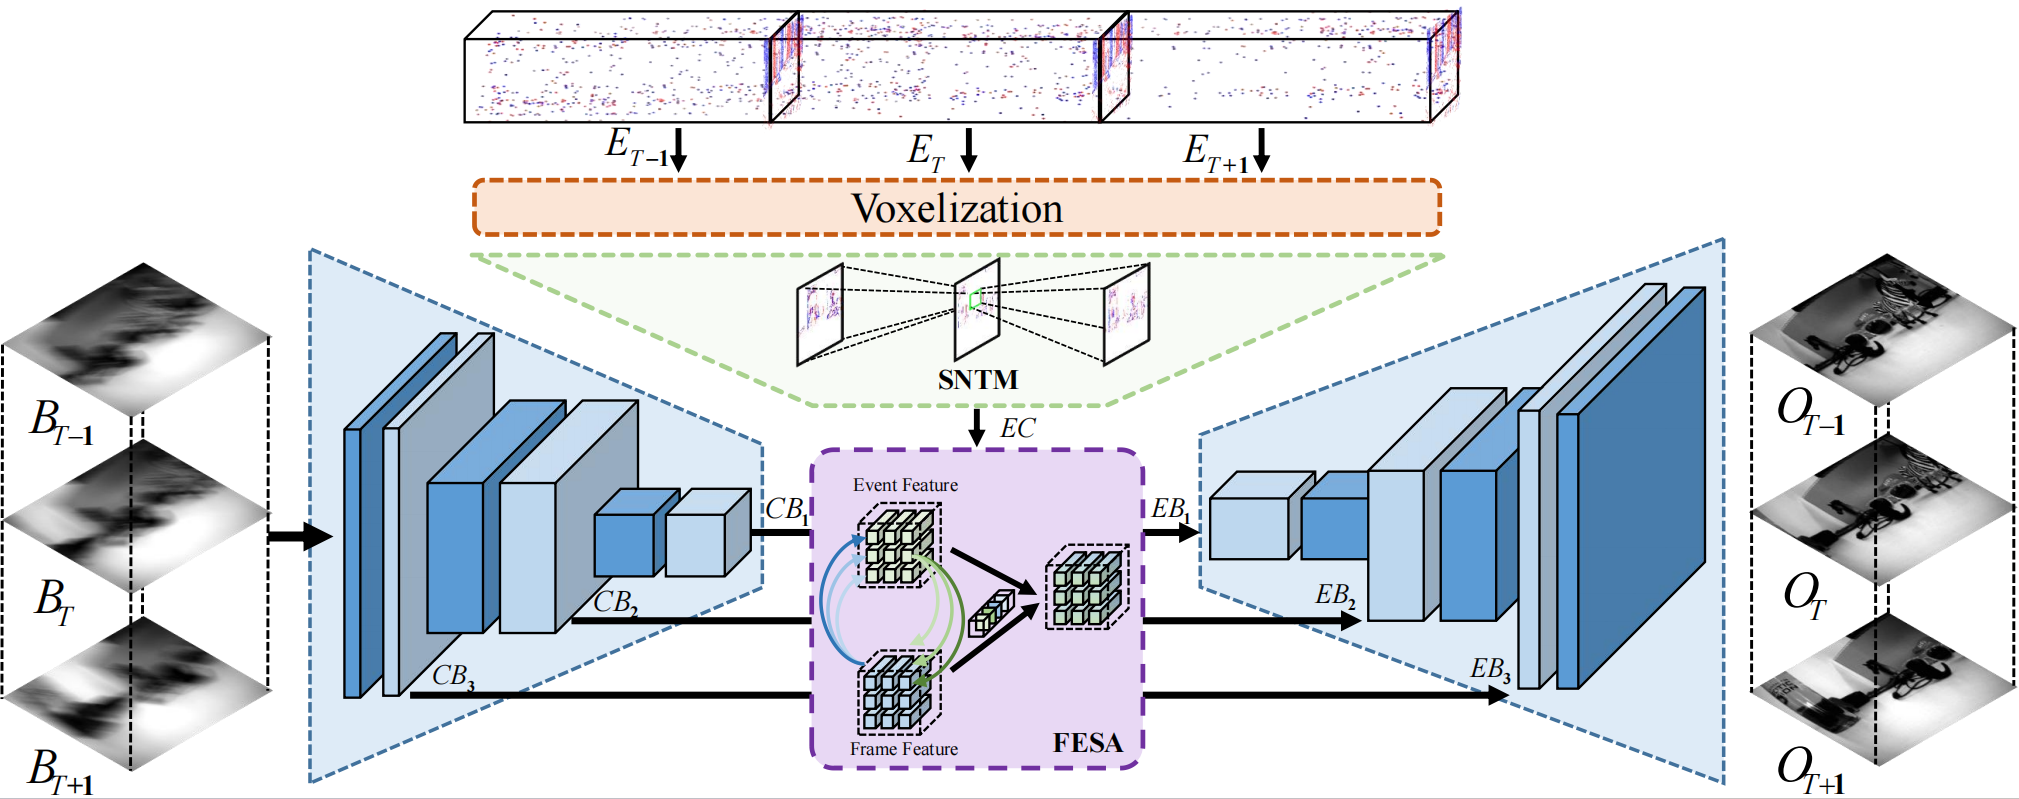 E_{T-1}
E_T
E_{T+1}
Voxelization
SNTM
EC
B_{T-1}
B_T
B_{T+1}
CB_1
CB_2
CB_3
Event Feature
Frame Feature
FESA
EB_1
EB_2
EB_3
O_{T-1}
O_T
O_{T+1}